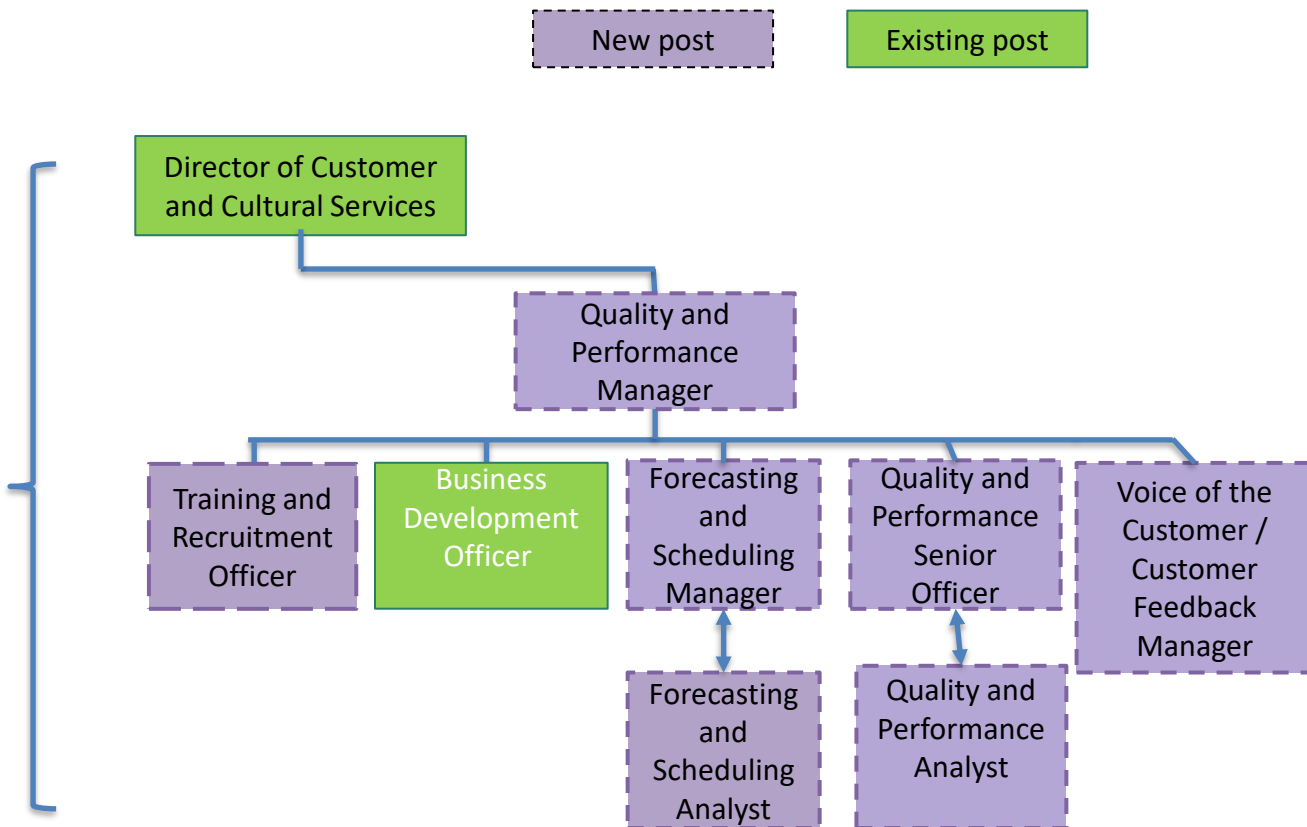 New post
Existing post
Director of Customer
and Cultural Services
Quality and
Performance
Manager
Training and
Recruitment
Officer
Business
Development
Officer
Forecasting
and
Scheduling
Manager
Quality and
Performance
Senior
Officer
Voice of the
Customer /
Customer
Feedback
Manager
Forecasting
and
Scheduling
Analyst
Quality and
Performance
Analyst